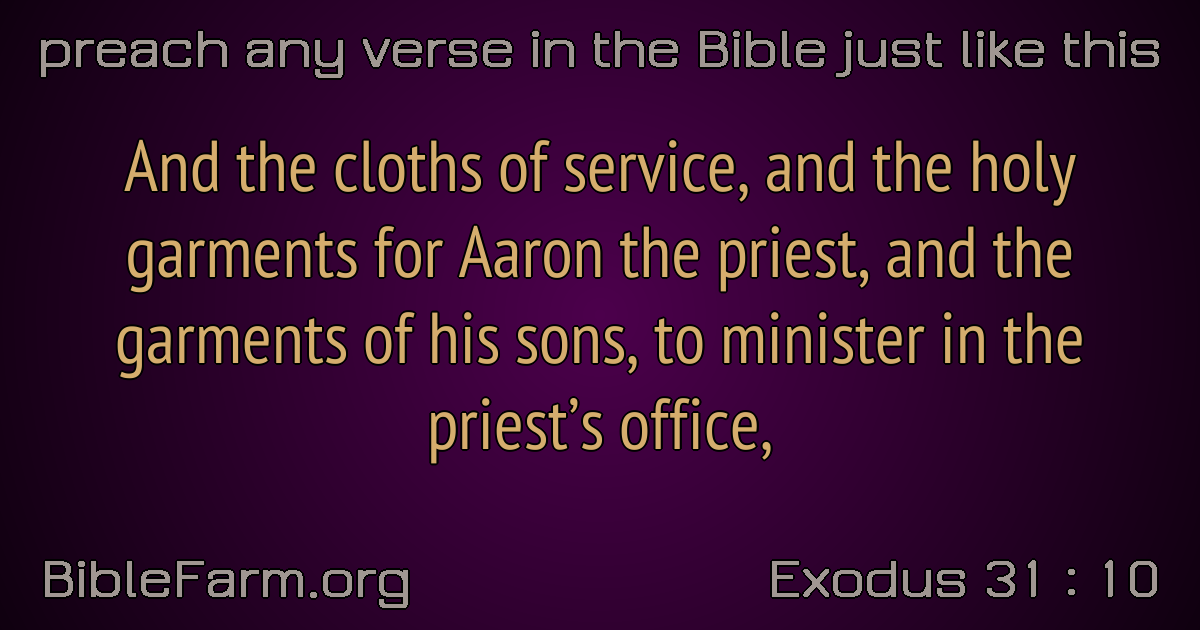 preach any verse in the Bible just like this
And the cloths of service, and the holy
garments for Aaron the priest, and the
garments of his sons, to minister in the
priest’s office,
BibleFarm.org
Exodus 31 : 10